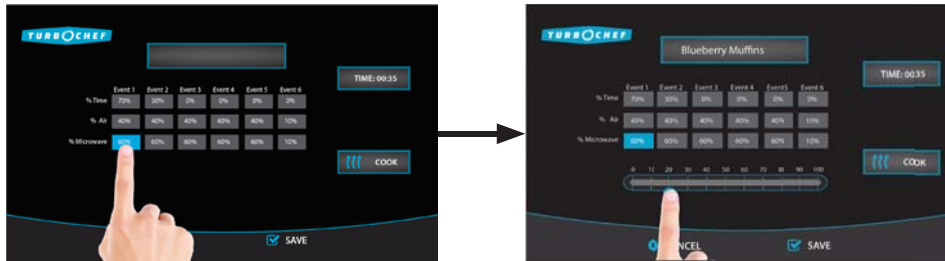 TURBOCHEF
TIME: 00:35
Event 1 Event 2 Event 3 Event 4 Event 5 Event 6
% Time 70% 30% 0% 0% 0% 0%
% Air 40% 40% 40% 40% 40% 10%
% Microwave 60% 60% 60% 60% 60% 10%
COOK
SAVE
TURBOCHEF
Blueberry Muffins
TIME: 00:35
Event 1 Event 2 Event 3 Event 4 Event5 Event 6
% Time 70% 30% 0% 0% 0% 0%
% Air 40% 40% 40% 40% 40% 10%
% Microwave 60% 60% 60% 60% 60% 10%
COOK
0 11 20 30 40 50 60 70 80 90 100
NCEL
SAVE